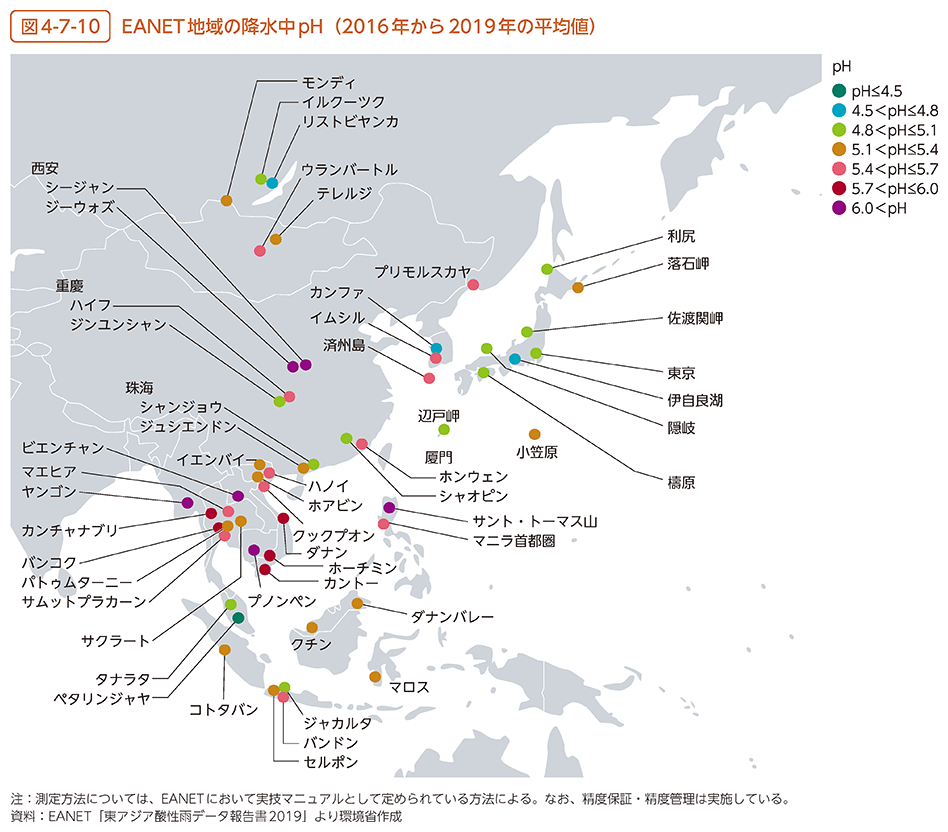 図4-7-10 EANET地域の降水中pH（2016年から2019年の平均値）
pH
pH≤4.5
4.5＜pH≤4.8
4.8＜pH≤5.1
5.1＜pH≤5.4
5.4＜pH≤5.7
5.7＜pH≤6.0
6.0＜pH
モンディ
イルクーツク
リストビヤンカ
ウランバートル
テレルジ
西安
シージャン
ジーウォズ
重慶
ハイフ
ジンユンシャン
珠海
シャンジョウ
ジュシエンドン
プリモルスカヤ
カンファ
イムシル
済州島
利尻
落石岬
佐渡関岬
東京
伊自良湖
隠岐
檮原
辺戸岬
小笠原
厦門
ホンウェン
シャオピン
イエンバイ
ハノイ
ホアビン
クックプオン
ダナン
ホーチミン
カントー
プノンペン
ビエンチャン
マエヒア
ヤンゴン
カンチャナブリ
バンコク
パトゥムターニー
サムットプラカーン
サクラート
タナラタ
ペタリンジャヤ
サント・トーマス山
マニラ首都圏
ダナンバレー
クチン
マロス
コトタバン
ジャカルタ
バンドン
セルポン
注：測定方法については、EANETにおいて実技マニュアルとして定められている方法による。なお、精度保証・精度管理は実施している。
資料：EANET「東アジア酸性雨データ報告書2019」より環境省作成